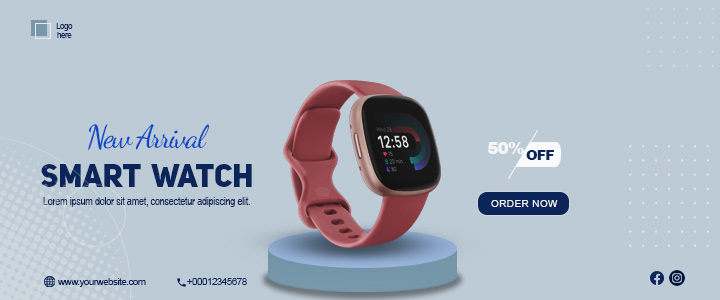 Logo
here
New Arrival
SMART WATCH
Lorem ipsum dolor sit amet, consectetur adipiscing elit.
12:58
50% OFF
ORDER NOW
www.yourwebsite.com
+00012345678